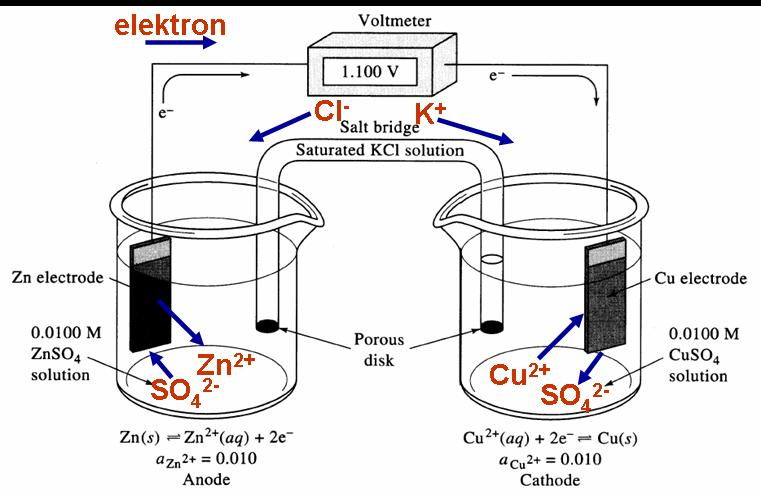 elektron
Voltmeter
1.100 V
e⁻
e⁻
Cl⁻
K⁺
Salt bridge
Saturated KCl solution
Zn electrode
Cu electrode
0.0100 M
ZnSO₄
solution
Porous
disk
0.0100 M
CuSO₄
solution
Zn²⁺
SO₄²⁻
Cu²⁺
SO₄²⁻
Zn(s) ⇌ Zn²⁺(aq) + 2e⁻
aZn²⁺ = 0.010
Anode
Cu²⁺(aq) + 2e⁻ ⇌ Cu(s)
aCu²⁺ = 0.010
Cathode